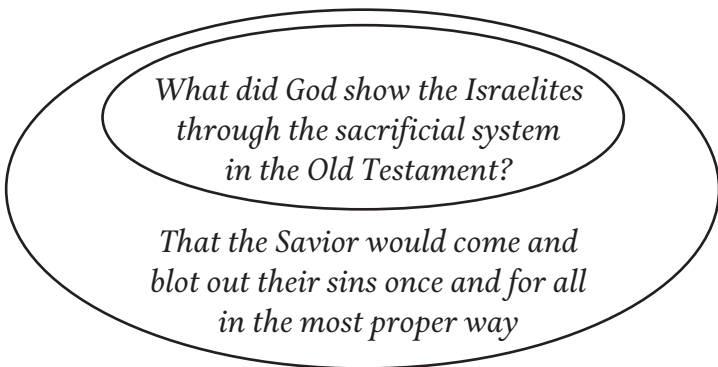 What did God show the Israelites
through the sacrificial system
in the Old Testament?
That the Savior would come and
blot out their sins once and for all
in the most proper way